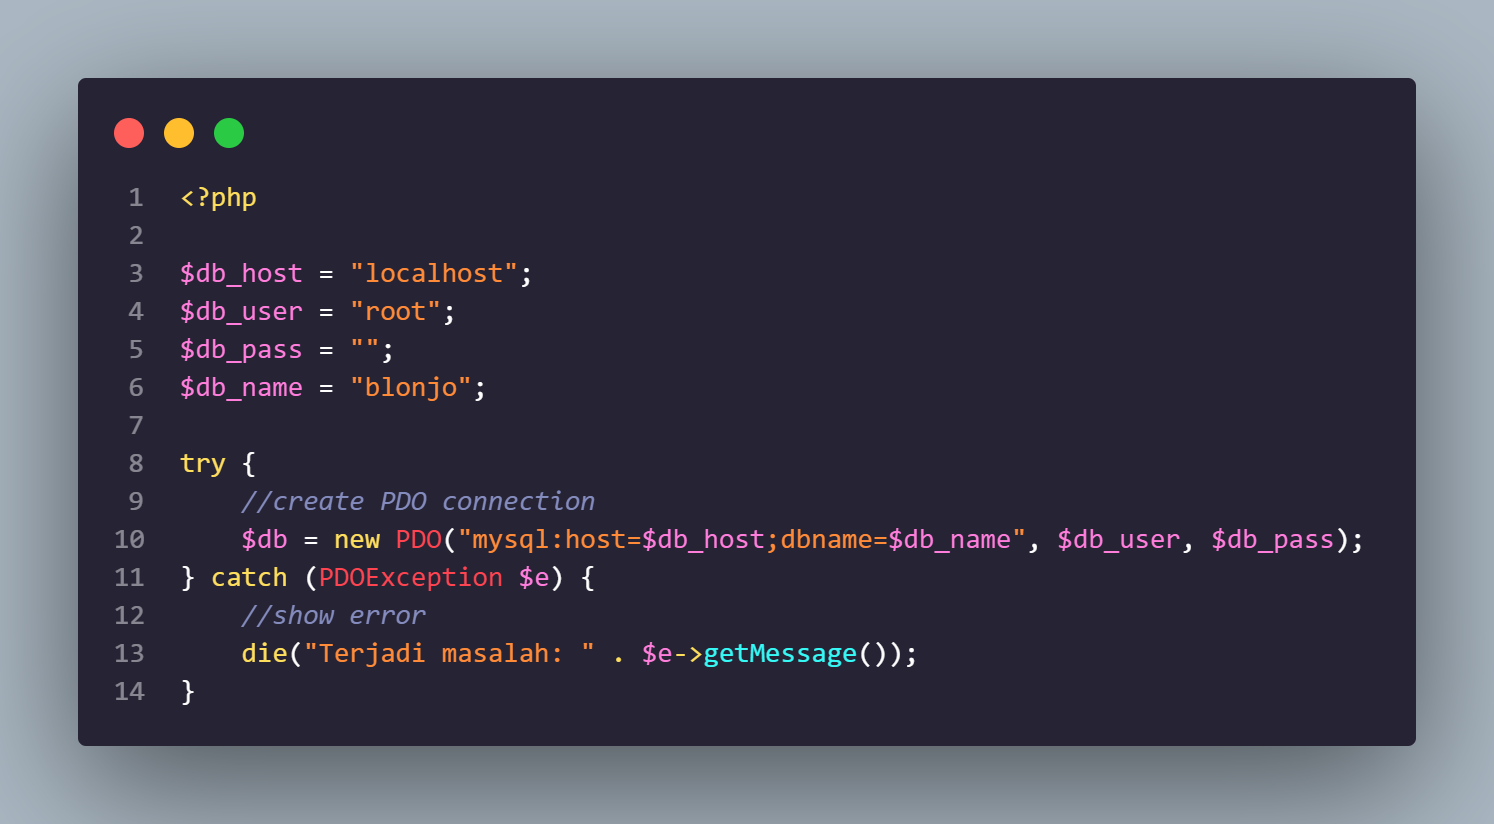 1 <?php
2
3 $db_host = "localhost";
4 $db_user = "root";
5 $db_pass = "";
6 $db_name = "blonjo";
7
8 try {
9     //create PDO connection
10     $db = new PDO("mysql:host=$db_host;dbname=$db_name", $db_user, $db_pass);
11 } catch (PDOException $e) {
12     //show error
13     die("Terjadi masalah: " . $e->getMessage());
14 }